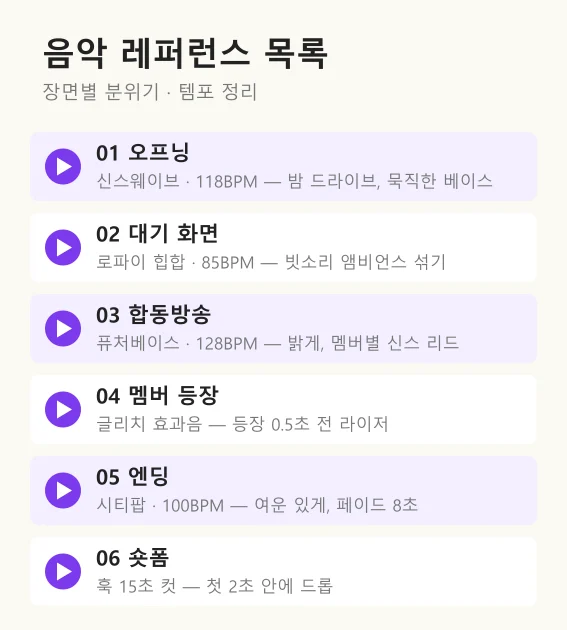 음악 레퍼런스 목록
장면별 분위기 · 템포 정리
01 오프닝
신스웨이브 · 118BPM — 밤 드라이브, 묵직한 베이스
02 대기 화면
로파이 힙합 · 85BPM — 빗소리 앰비언스 섞기
03 합동방송
퓨처베이스 · 128BPM — 밝게, 멤버별 신스 리드
04 멤버 등장
글리치 효과음 — 등장 0.5초 전 라이저
05 엔딩
시티팝 · 100BPM — 여운 있게, 페이드 8초
06 숏폼
훅 15초 컷 — 첫 2초 안에 드롭